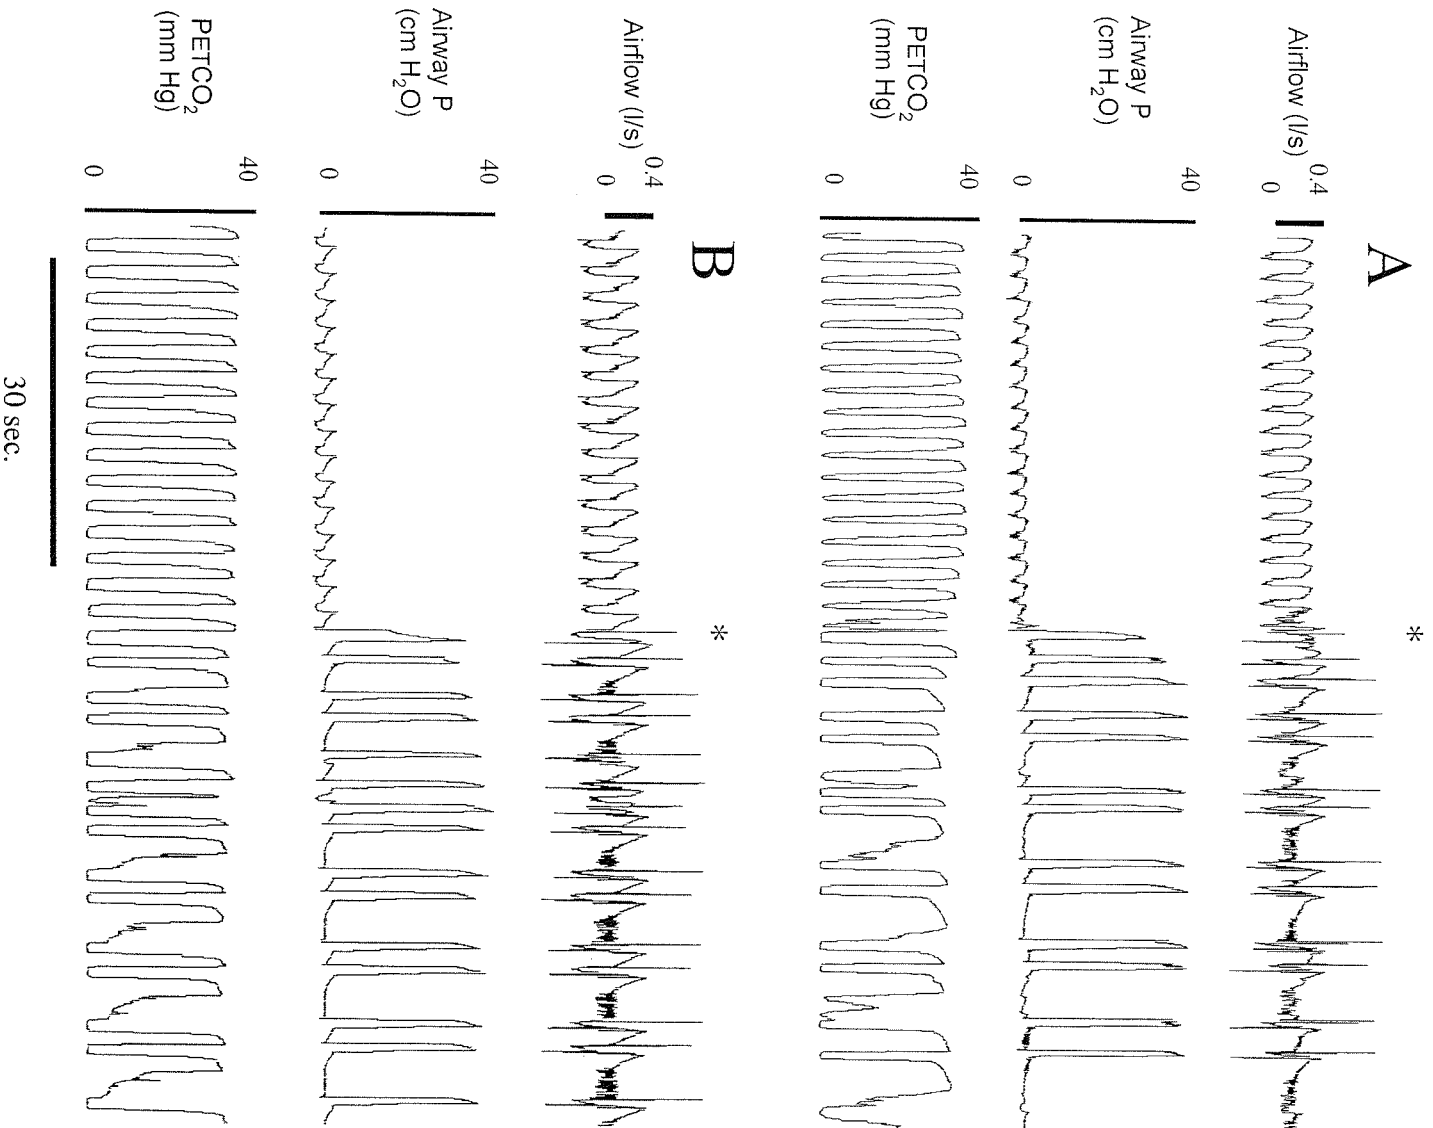 A
*
Airflow (l/s)
0.4
0
Airway P
(cm H2O)
40
0
PETCO2
(mm Hg)
40
0
B
*
Airflow (l/s)
0.4
0
Airway P
(cm H2O)
40
0
PETCO2
(mm Hg)
40
0
30 sec.